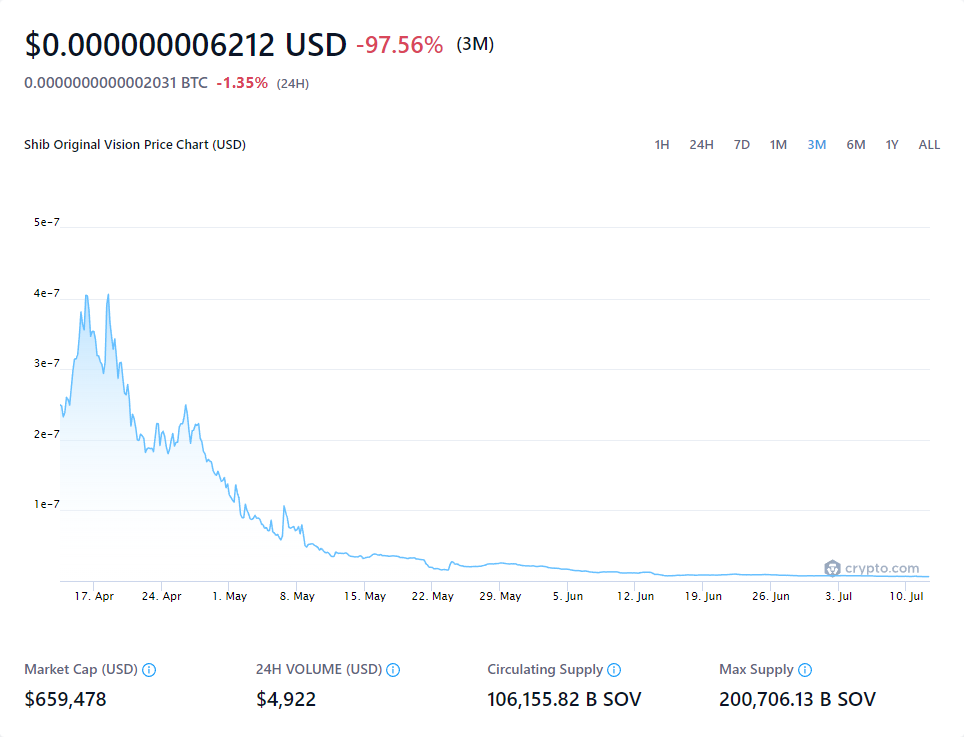 $0.000000006212 USD -97.56% (3M)
0.0000000000002031 BTC -1.35% (24H)
Shib Original Vision Price Chart (USD) 1H 24H 7D 1M 3M 6M 1Y ALL
5e-7
4e-7
3e-7
2e-7
1e-7
crypto.com
17. Apr 24. Apr 1. May 8. May 15. May 22. May 29. May 5. Jun 12. Jun 19. Jun 26. Jun 3. Jul 10. Jul
Market Cap (USD) 24H VOLUME (USD) Circulating Supply Max Supply
$659,478 $4,922 106,155.82 B SOV 200,706.13 B SOV